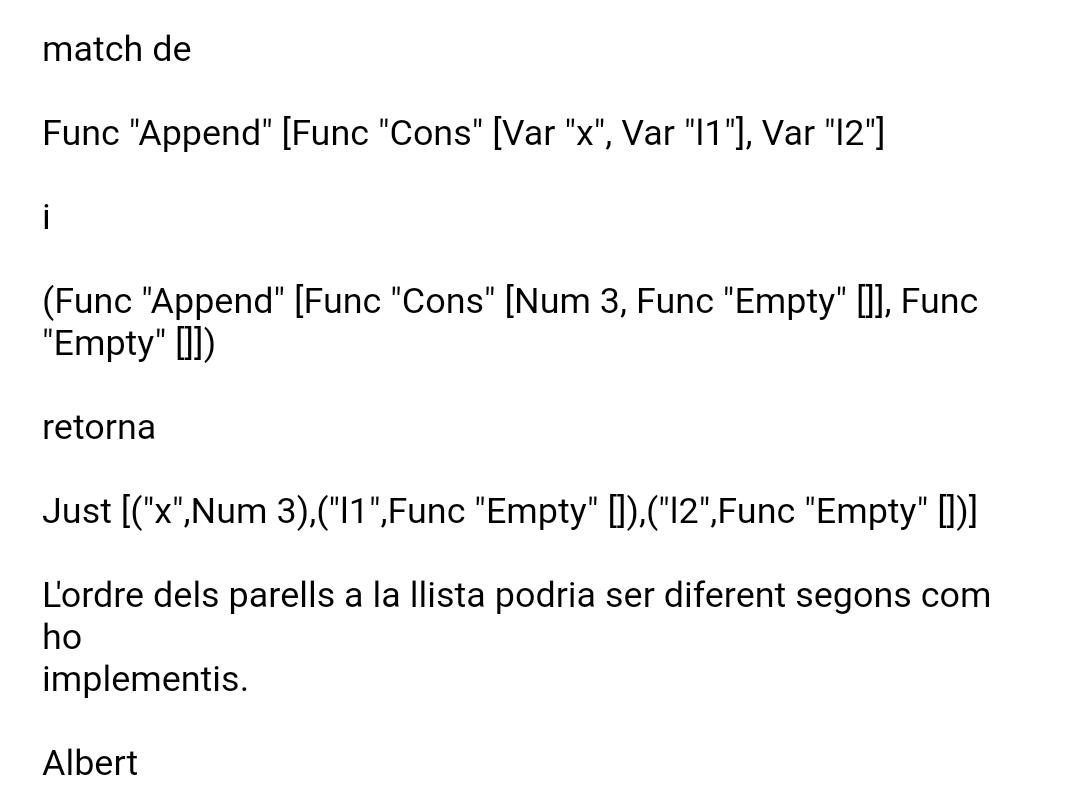 match de
Func "Append" [Func "Cons" [Var "x", Var "l1"], Var "l2"]
i
(Func "Append" [Func "Cons" [Num 3, Func "Empty" []], Func
"Empty" []])
retorna
Just [("x",Num 3),("l1",Func "Empty" []),("l2",Func "Empty" [])]
L'ordre dels parells a la llista podria ser diferent segons com
ho
implementis.
Albert